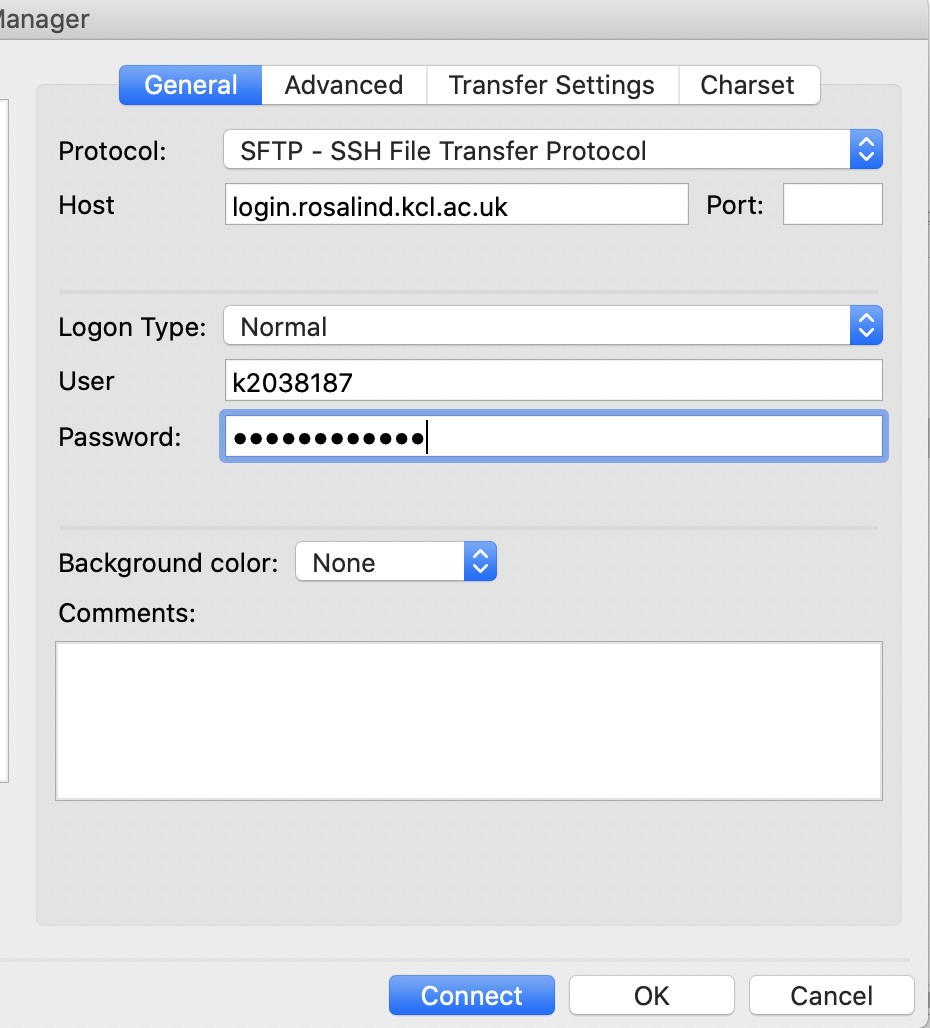 General Advanced Transfer Settings Charset
Protocol: SFTP - SSH File Transfer Protocol
Host login.rosalind.kcl.ac.uk Port:
Logon Type: Normal
User k2038187
Password: ●●●●●●●●●●●●
Background color: None
Comments:
Connect OK Cancel